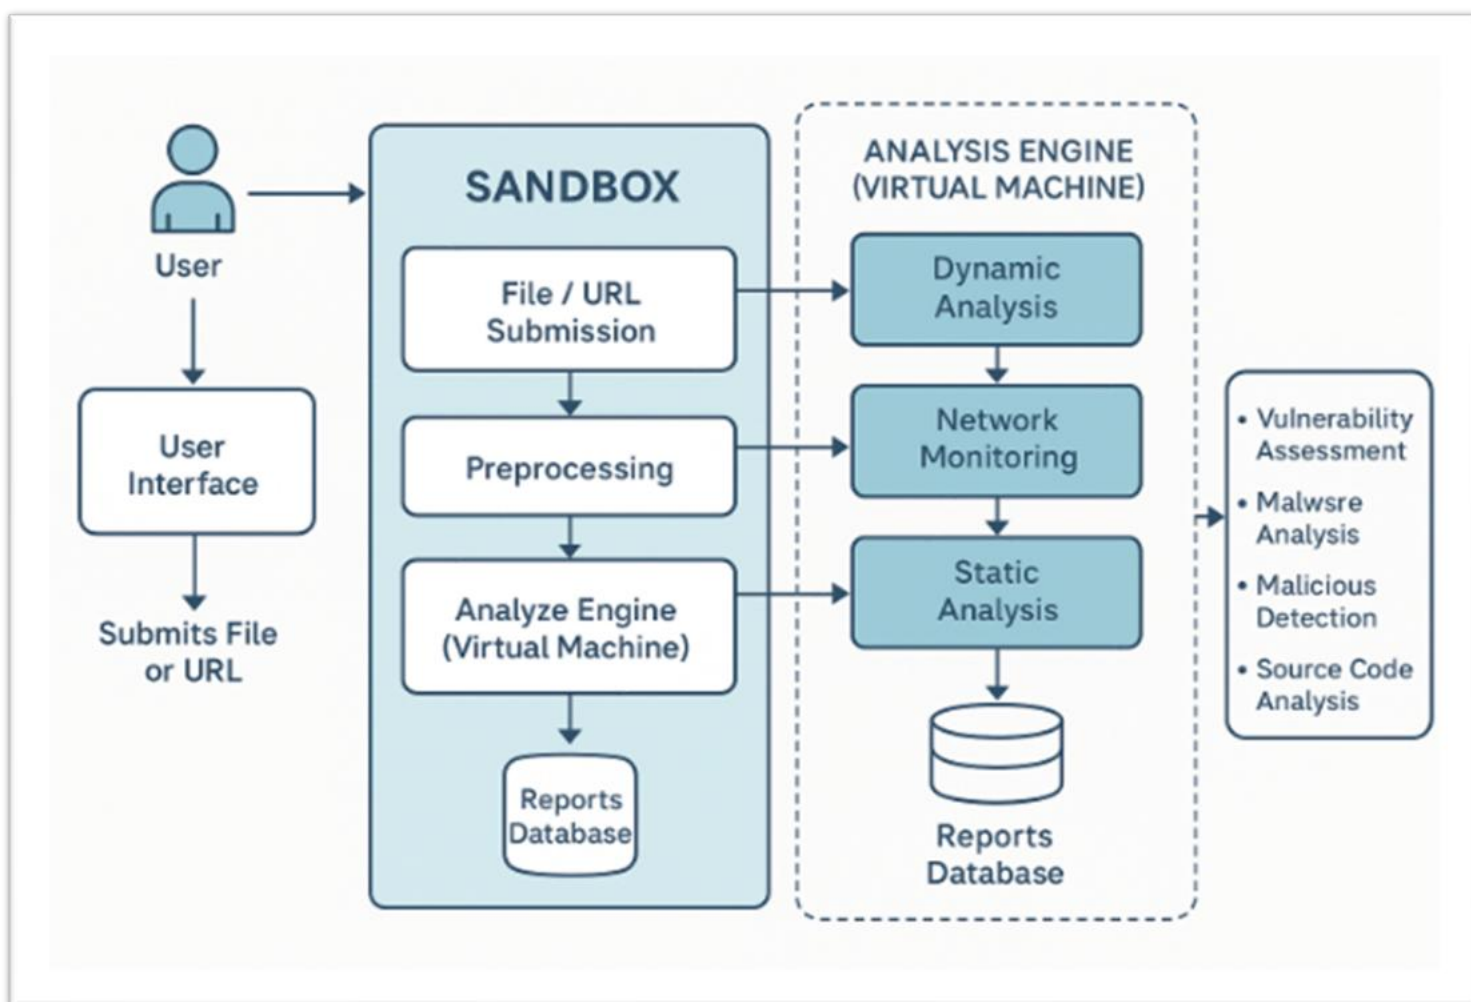 User
User
Interface
Submits File
or URL
SANDBOX
File / URL
Submission
Preprocessing
Analyze Engine
(Virtual Machine)
Reports
Database
ANALYSIS ENGINE
(VIRTUAL MACHINE)
Dynamic
Analysis
Network
Monitoring
Static
Analysis
Reports
Database
• Vulnerability
Assessment
• Malwsre
Analysis
• Malicious
Detection
• Source Code
Analysis